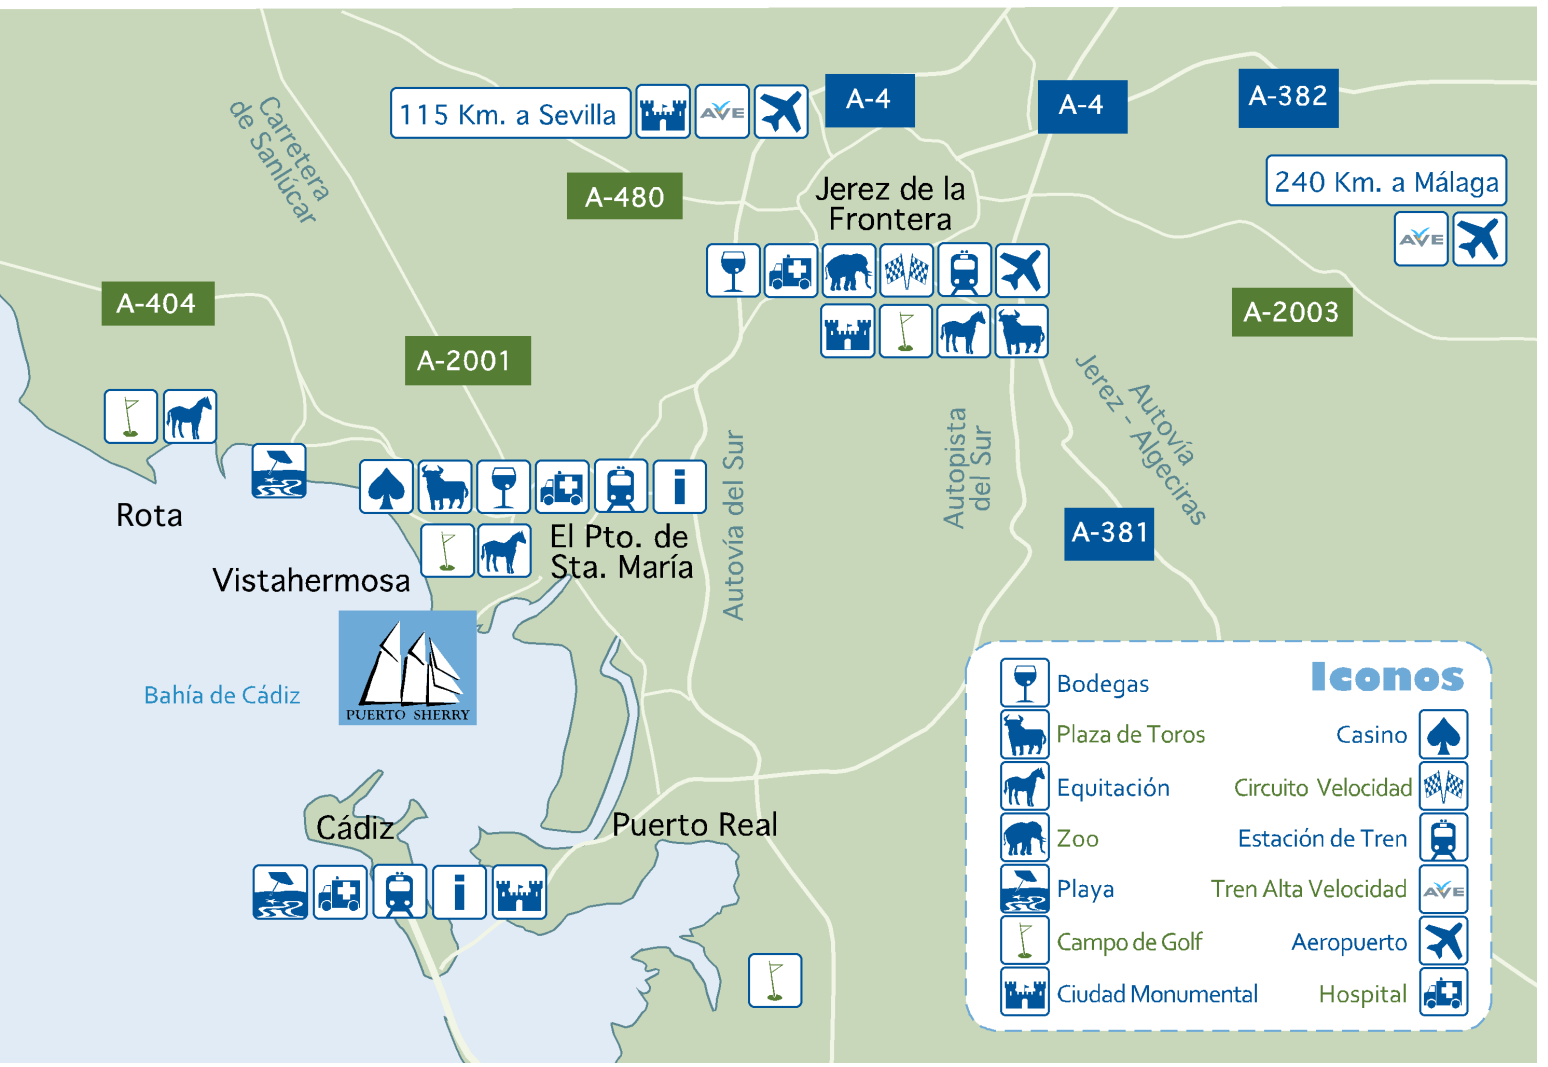 Carretera
de Sanlúcar
115 Km. a Sevilla
AVE
A-4
A-4
A-382
240 Km. a Málaga
AVE
A-480
Jerez de la
Frontera
A-404
A-2001
A-2003
Autovía
Jerez - Algeciras
Autopista
del Sur
Autovía del Sur
A-381
Rota
i
El Pto. de
Sta. María
Vistahermosa
PUERTO SHERRY
Bahía de Cádiz
Cádiz
i
Puerto Real
Iconos
Bodegas
Plaza de Toros
Casino
Equitación
Circuito Velocidad
Zoo
Estación de Tren
Playa
Tren Alta Velocidad
AVE
Campo de Golf
Aeropuerto
Ciudad Monumental
Hospital